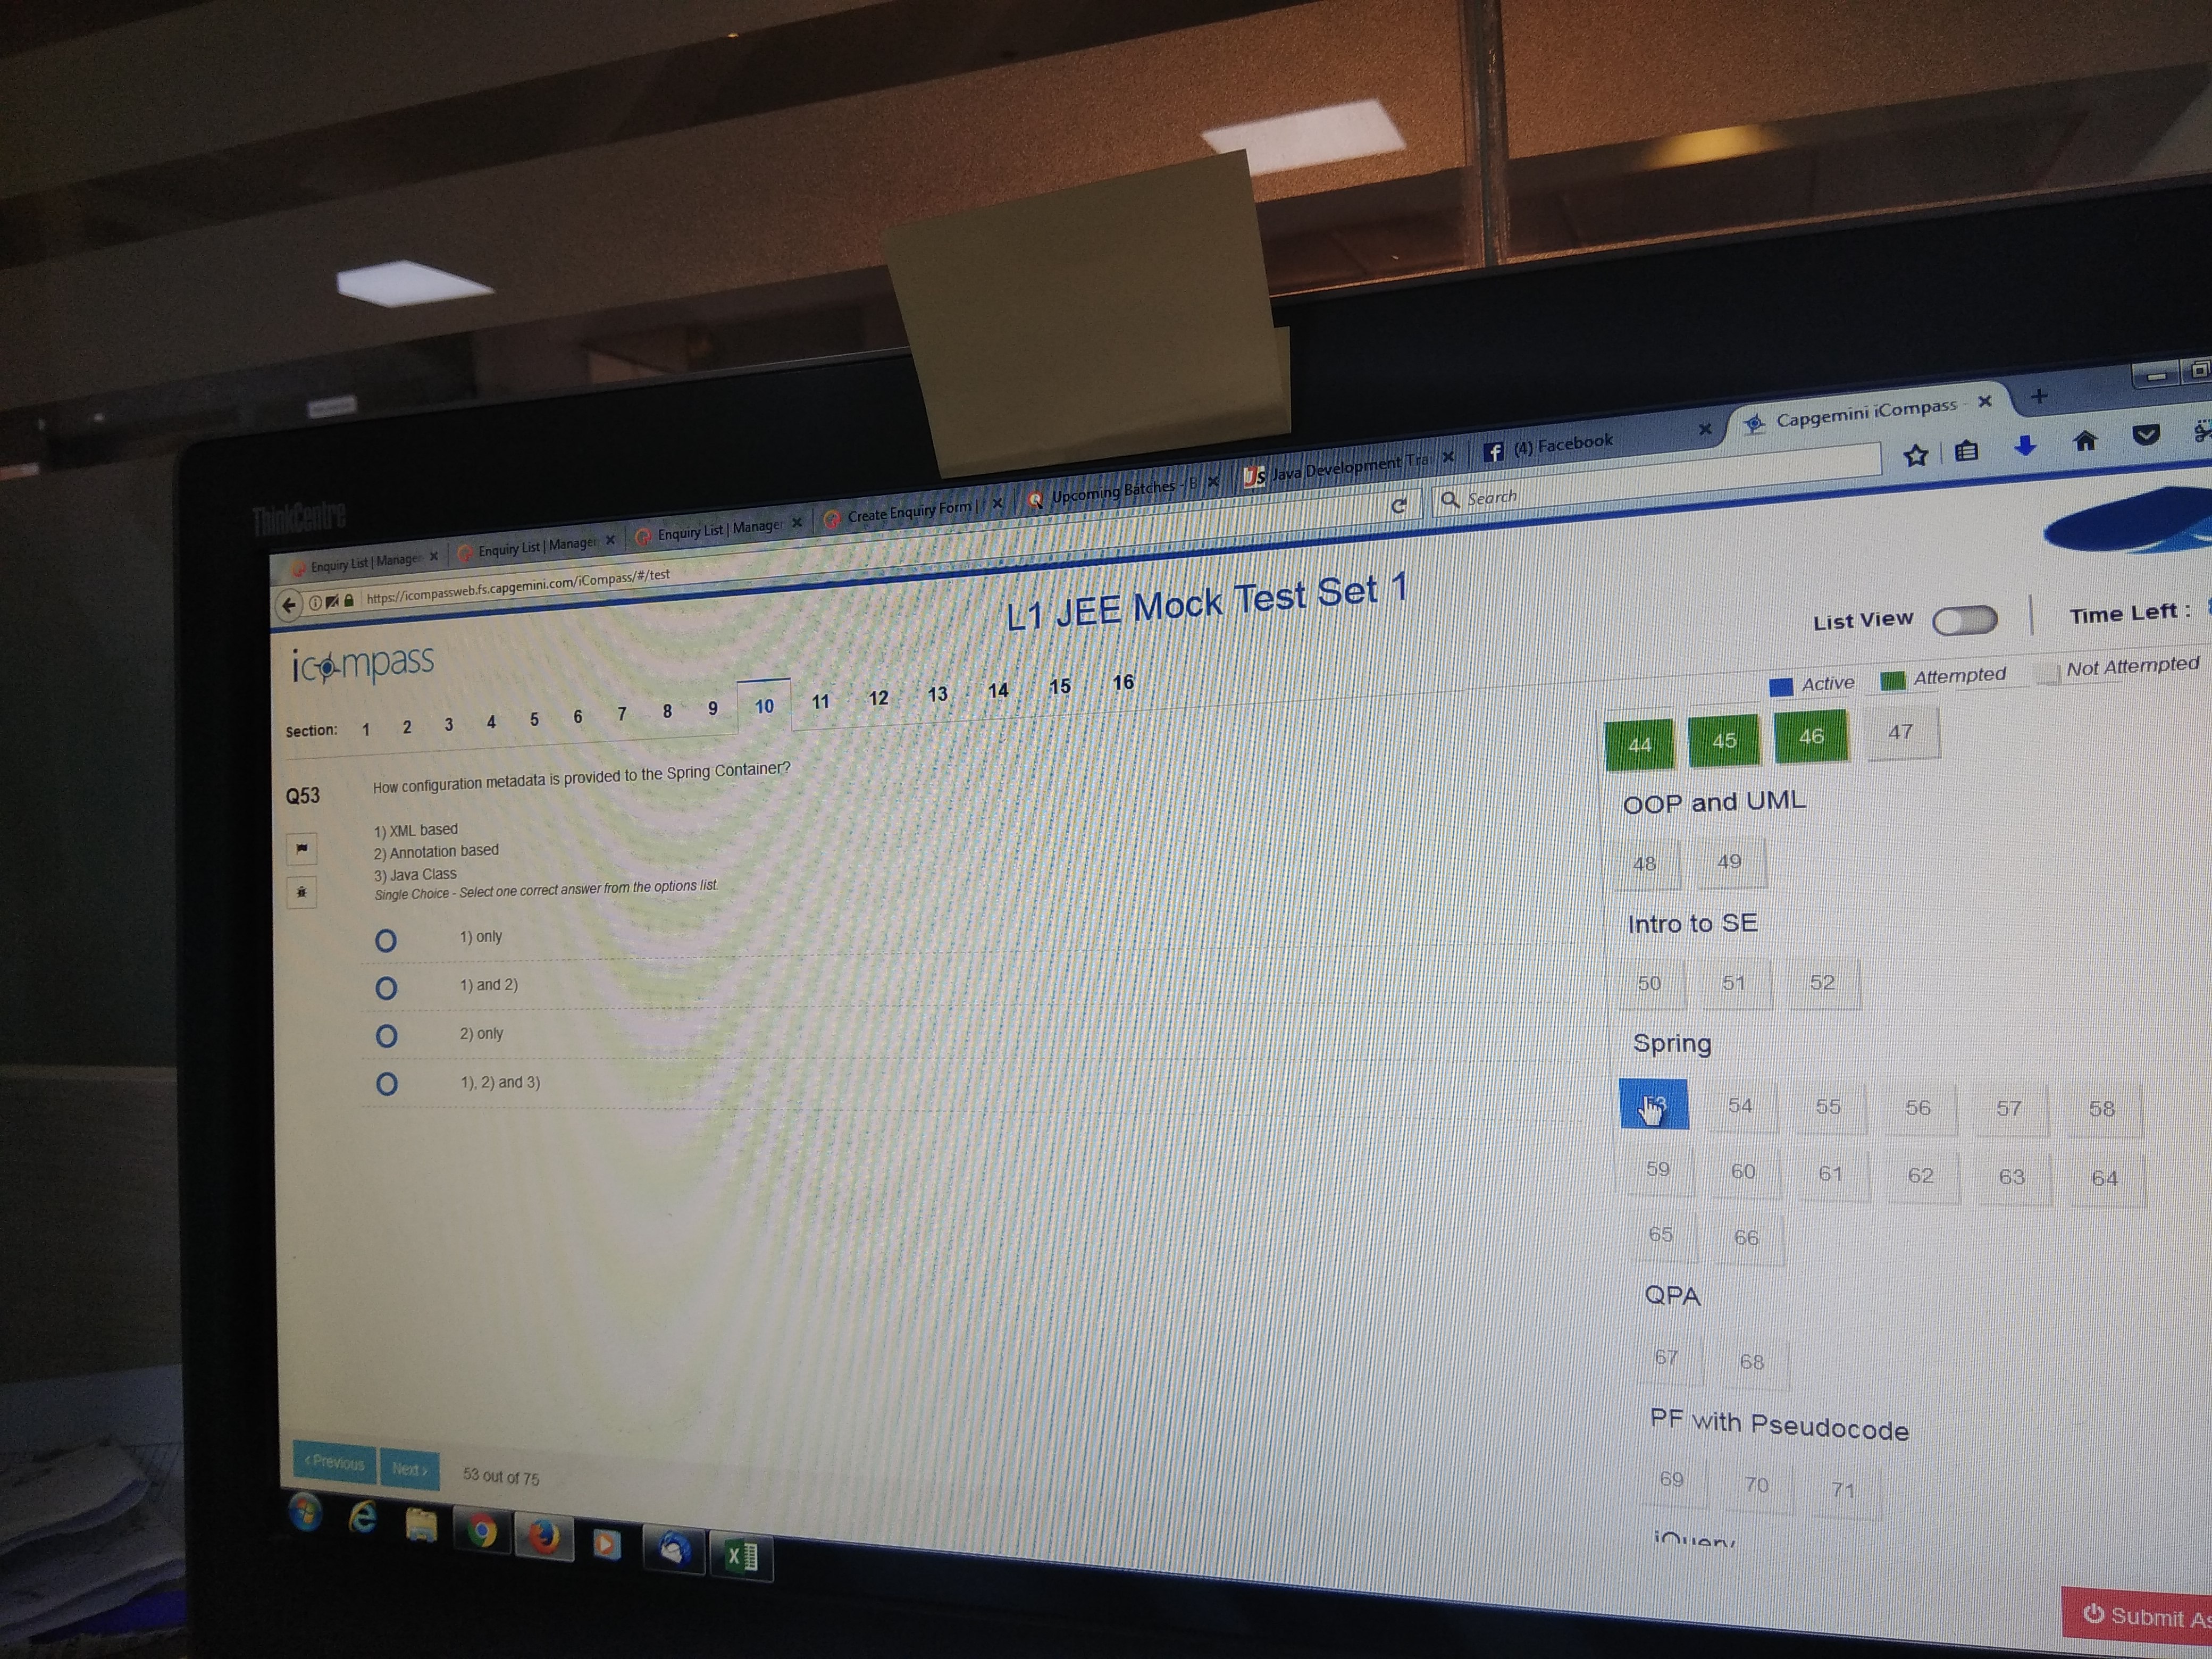 ThinkCentre
Enquiry List | Manager
Enquiry List | Manager
Enquiry List | Manager
Create Enquiry Form |
Upcoming Batches - E
Java Development Tra
(4) Facebook
Capgemini iCompass -
https://icompassweb.fs.capgemini.com/iCompass/#/test
Search
icompass
L1 JEE Mock Test Set 1
List View
Time Left :
Active
Attempted
Not Attempted
Section: 1 2 3 4 5 6 7 8 9 10 11 12 13 14 15 16
Q53
How configuration metadata is provided to the Spring Container?
1) XML based
2) Annotation based
3) Java Class
Single Choice - Select one correct answer from the options list.
1) only
1) and 2)
2) only
1), 2) and 3)
< Previous
Next >
53 out of 75
44 45 46 47
OOP and UML
48 49
Intro to SE
50 51 52
Spring
53 54 55 56 57 58
59 60 61 62 63 64
65 66
QPA
67 68
PF with Pseudocode
69 70 71
jQuery
Submit As